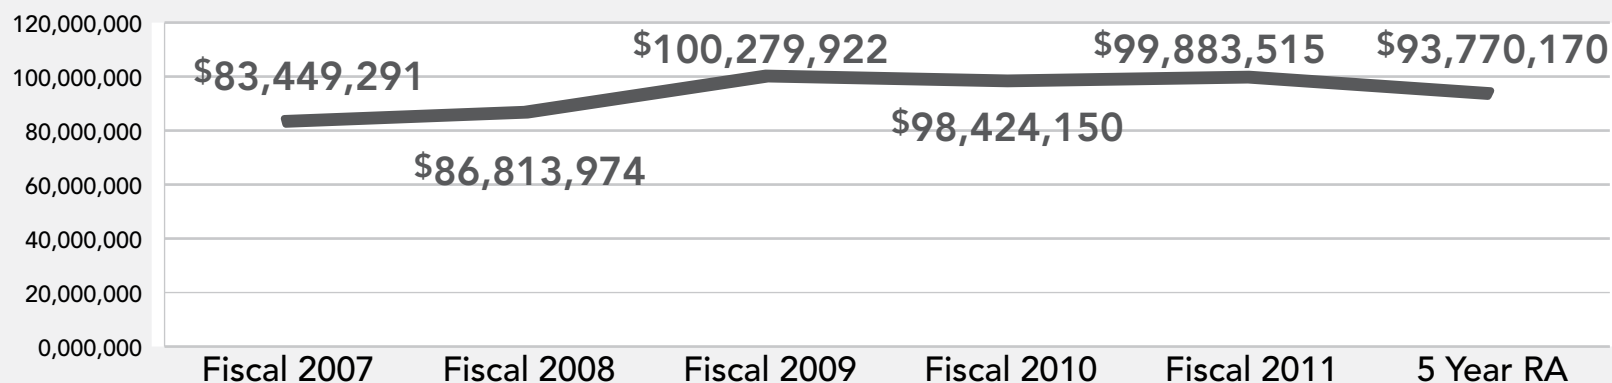 120,000,000
100,000,000
80,000,000
60,000,000
40,000,000
20,000,000
0,000,000
$83,449,291
$86,813,974
$100,279,922
$98,424,150
$99,883,515
$93,770,170
Fiscal 2007
Fiscal 2008
Fiscal 2009
Fiscal 2010
Fiscal 2011
5 Year RA